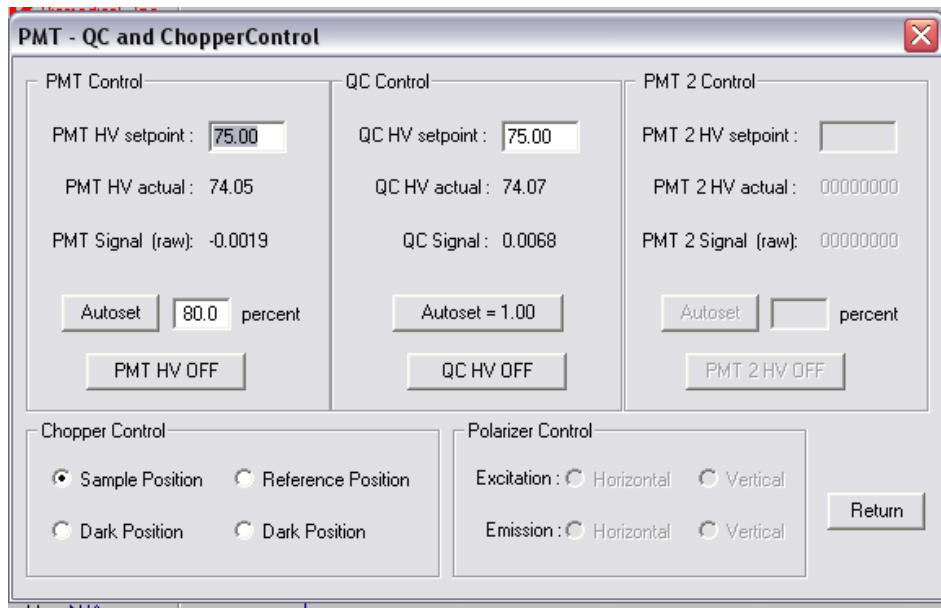 PMT - QC and ChopperControl
PMT Control
PMT HV setpoint : 75.00
PMT HV actual : 74.05
PMT Signal (raw): -0.0019
Autoset 80.0 percent
PMT HV OFF
QC Control
QC HV setpoint : 75.00
QC HV actual : 74.07
QC Signal : 0.0068
Autoset = 1.00
QC HV OFF
PMT 2 Control
PMT 2 HV setpoint :
PMT 2 HV actual : 00000000
PMT 2 Signal (raw): 00000000
Autoset percent
PMT 2 HV OFF
Chopper Control
Sample Position Reference Position
Dark Position Dark Position
Polarizer Control
Excitation : Horizontal Vertical
Emission : Horizontal Vertical
Return